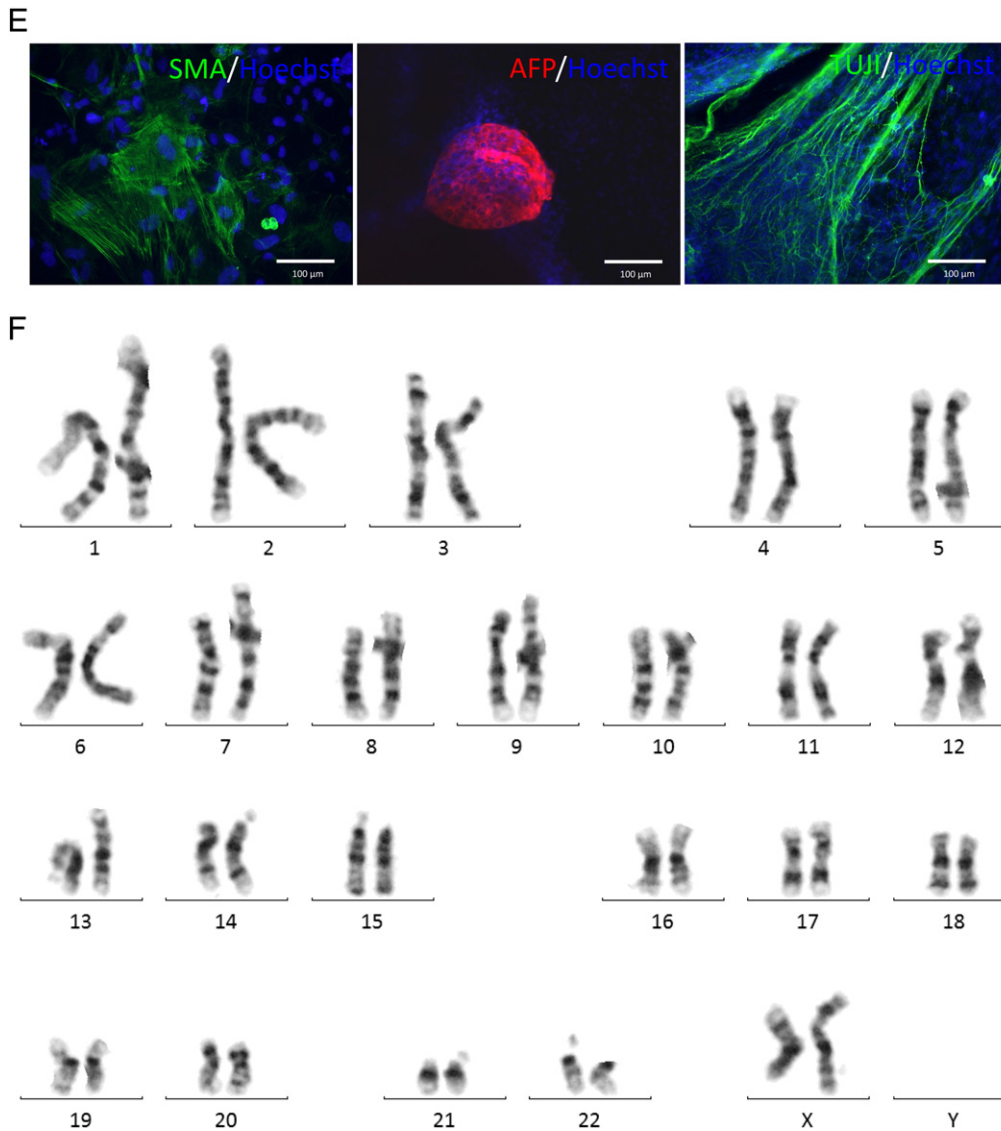 E
SMA/Hoechst AFP/Hoechst TUJI/Hoechst
100 µm 100 µm 100 µm
F
1 2 3 4 5
6 7 8 9 10 11 12
13 14 15 16 17 18
19 20 21 22 X Y